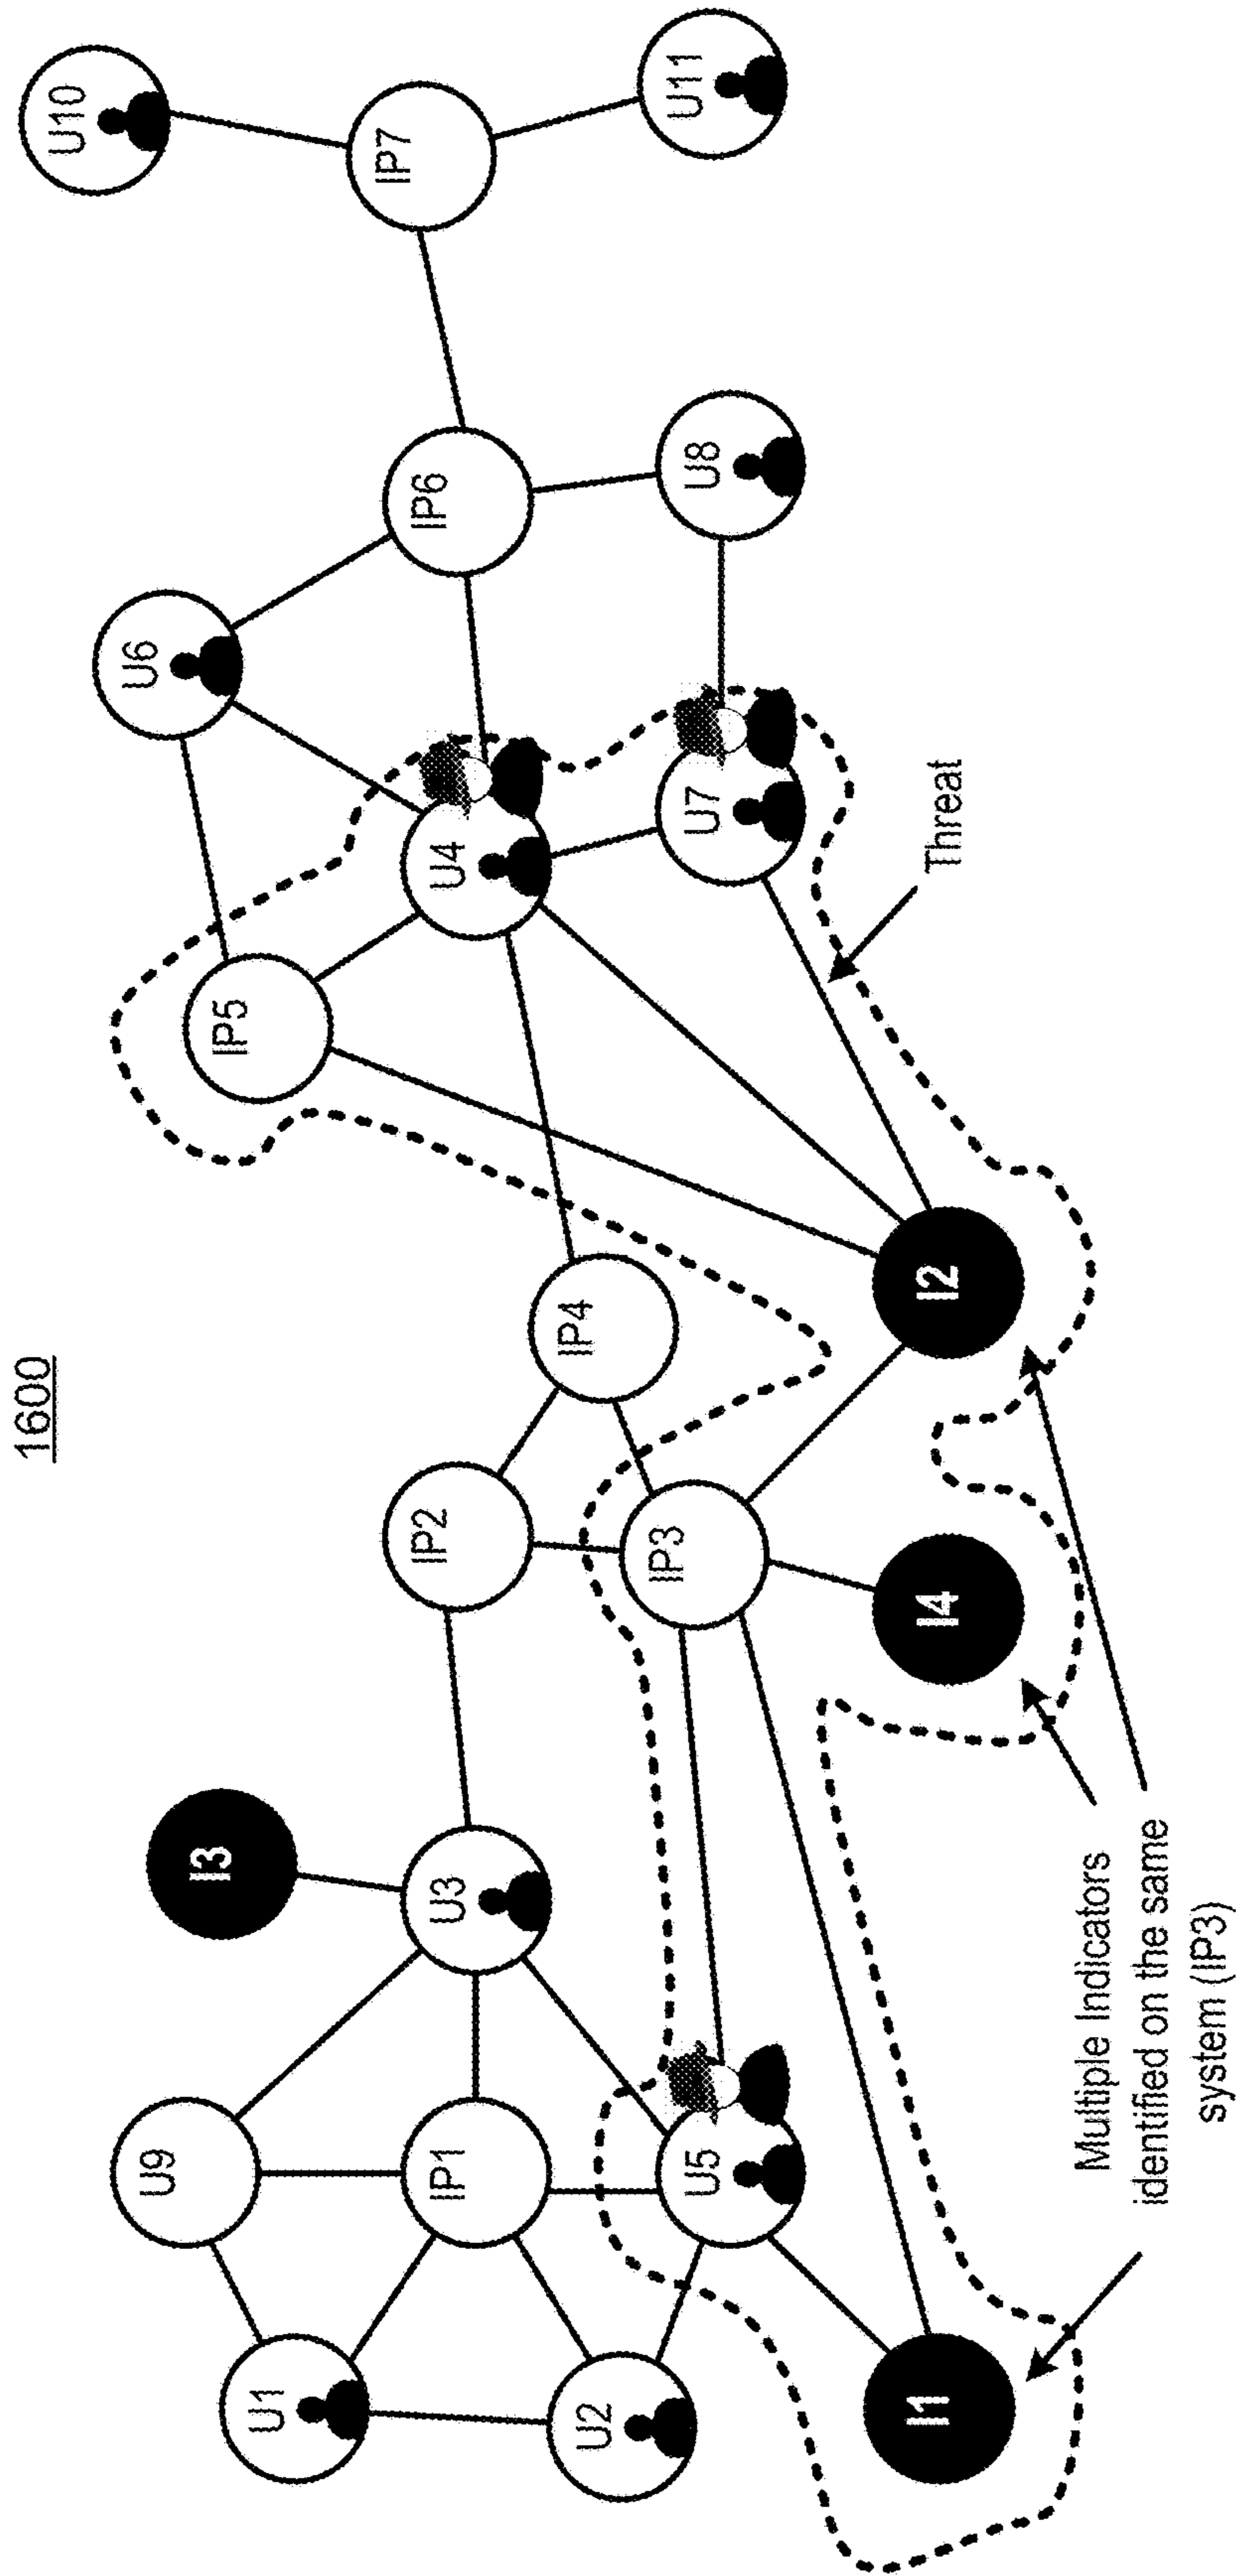 1600
U1
U2
U9
IP1
U5
I1
I3
U3
IP2
IP3
I4
IP4
I2
IP5
U4
U7
U6
IP6
U8
IP7
U10
U11
Threat
Multiple Indicators
identified on the same
system (IP3)